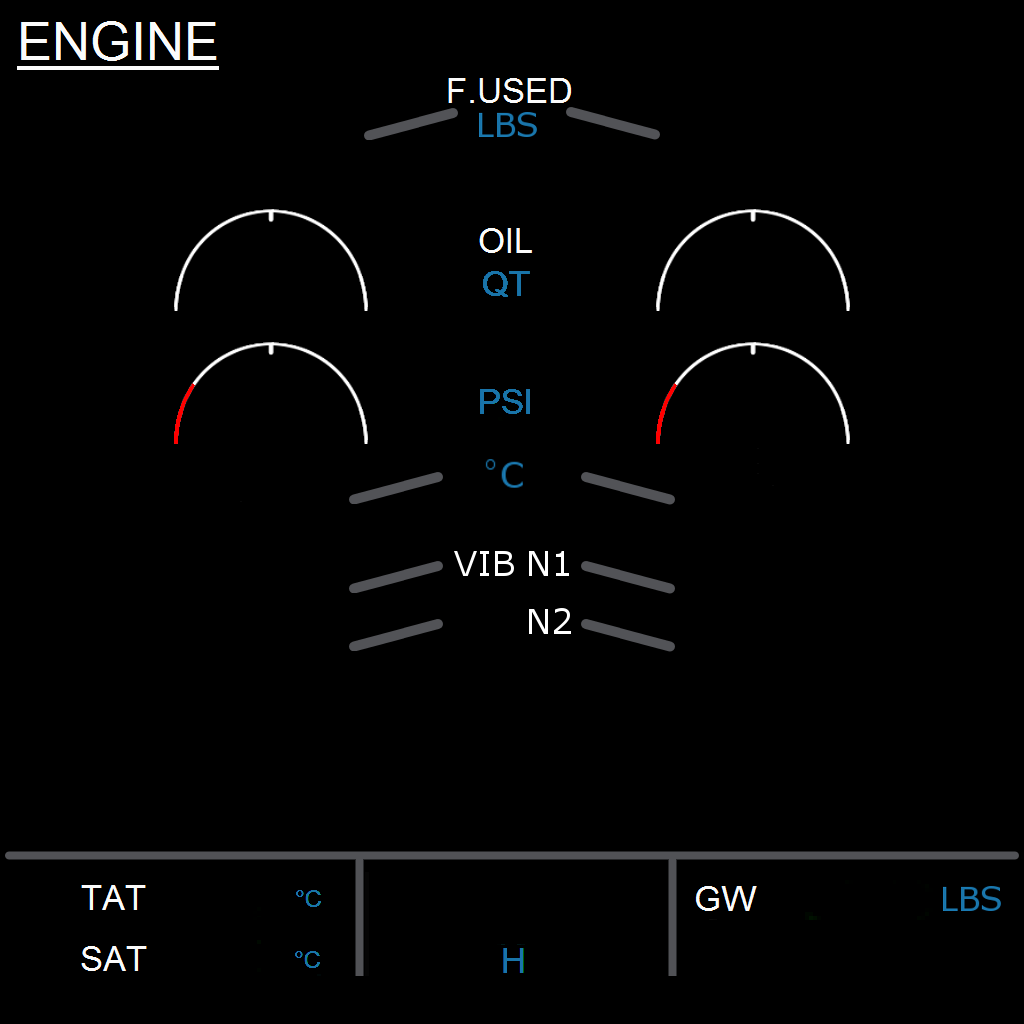 ENGINE
F.USED
LBS
OIL
QT
PSI
°C
VIB N1
N2
TAT °C
GW LBS
SAT °C
H